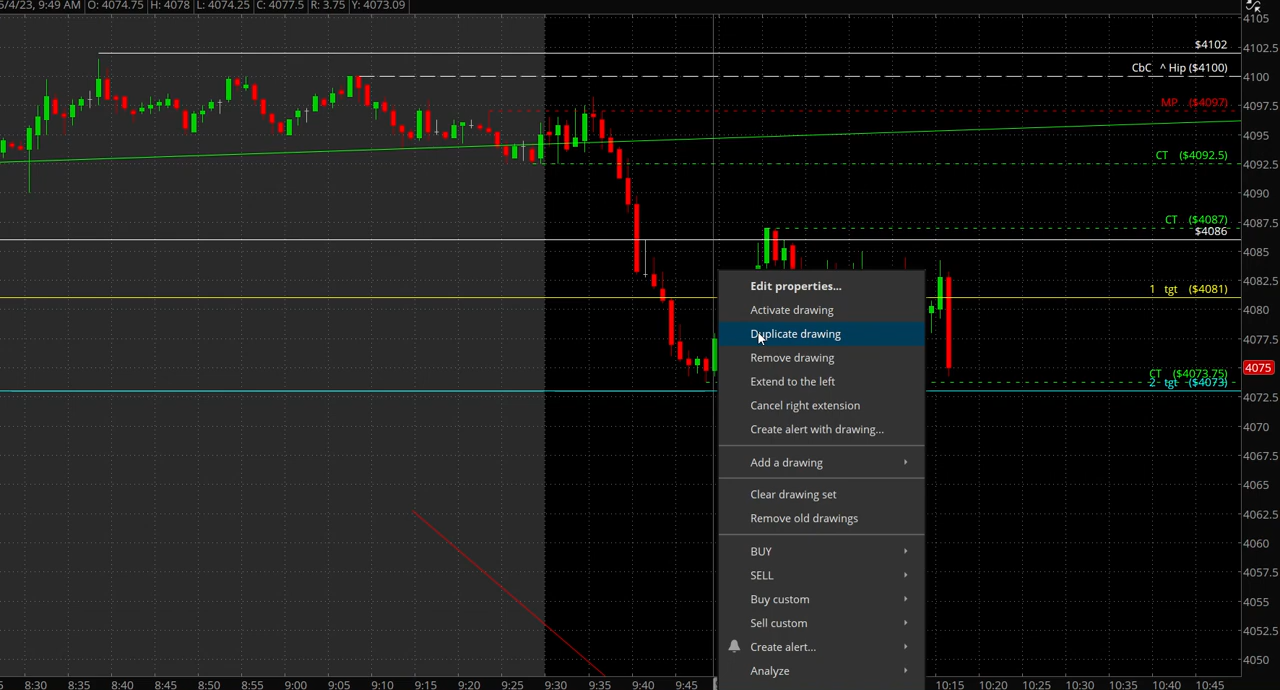 5/4/23, 9:49 AM O: 4074.75 H: 4078 L: 4074.25 C: 4077.5 R: 3.75 Y: 4073.09
4105
$4102
4102.5
CbC ^ Hip ($4100)
4100
MP ($4097)
4097.5
4095
CT ($4092.5)
4092.5
4090
CT ($4087)
4087.5
$4086
4085
4082.5
1 tgt ($4081)
4080
4077.5
4075
CT ($4073.75)
2 tgt ($4073)
4072.5
4070
4067.5
4065
4062.5
4060
4057.5
4055
4052.5
4050
Edit properties...
Activate drawing
Duplicate drawing
Remove drawing
Extend to the left
Cancel right extension
Create alert with drawing...
Add a drawing
Clear drawing set
Remove old drawings
BUY
SELL
Buy custom
Sell custom
Create alert...
Analyze
8:30 8:35 8:40 8:45 8:50 8:55 9:00 9:05 9:10 9:15 9:20 9:25 9:30 9:35 9:40 9:45 10:15 10:20 10:25 10:30 10:35 10:40 10:45